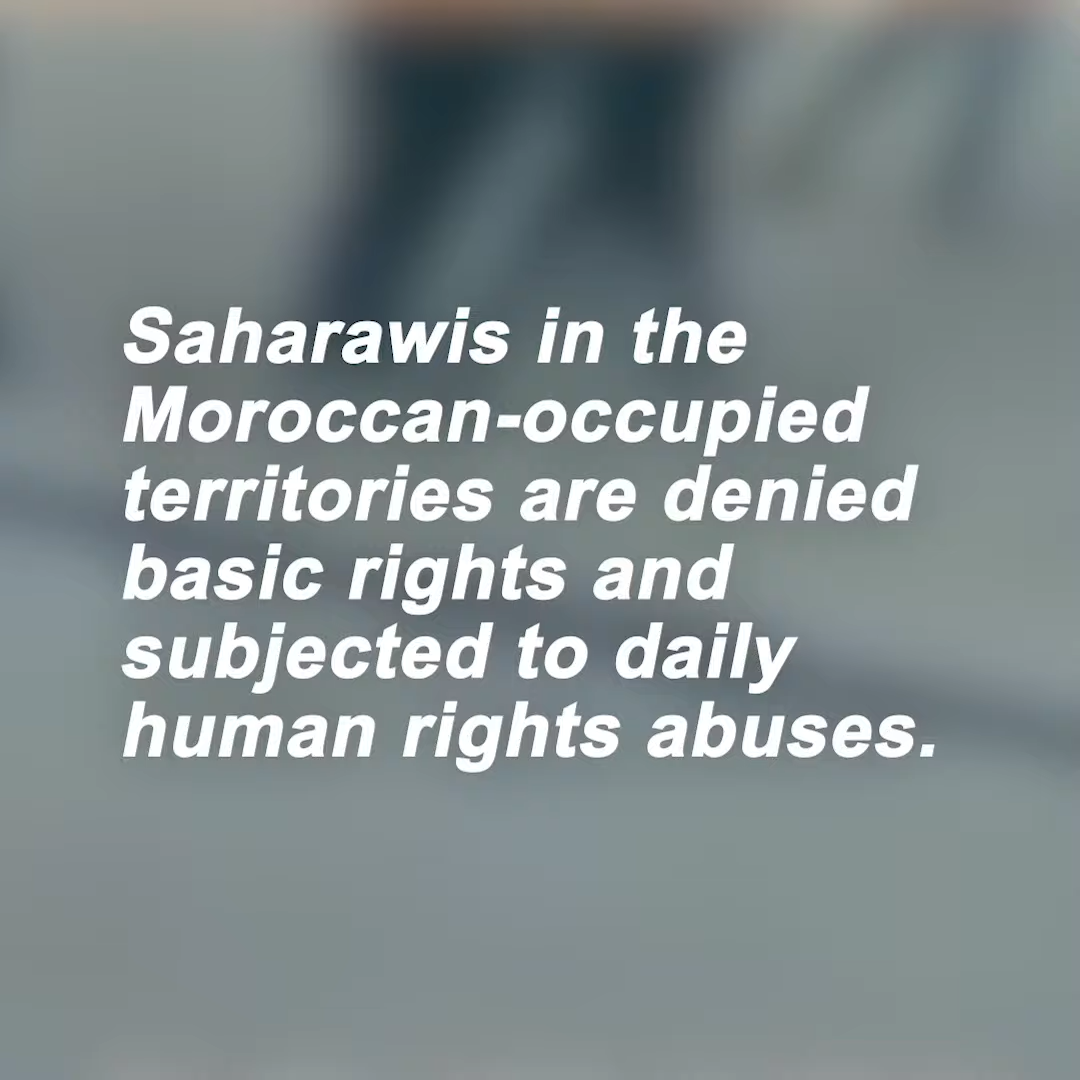 Saharawis in the
Moroccan-occupied
territories are denied
basic rights and
subjected to daily
human rights abuses.